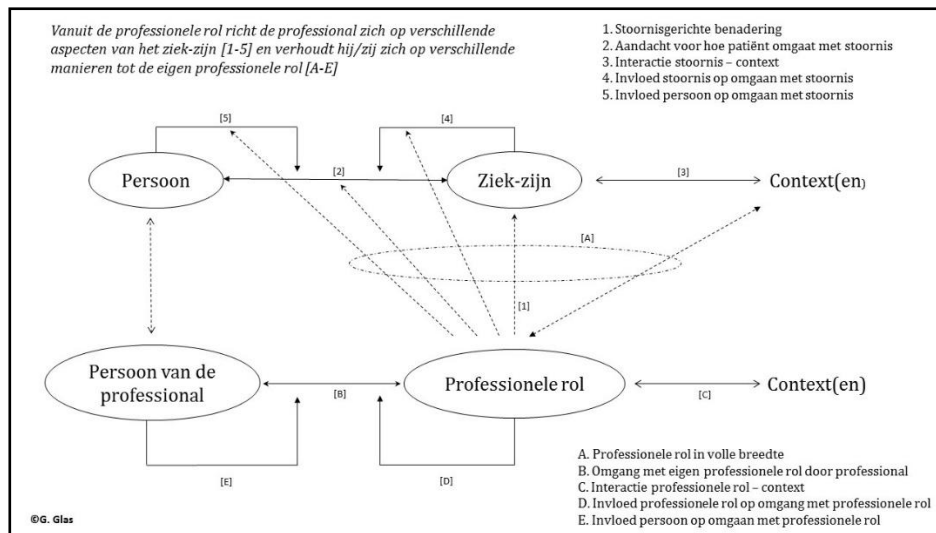 Vanuit de professionele rol richt de professional zich op verschillende
aspecten van het ziek-zijn [1-5] en verhoudt hij/zij zich op verschillende
manieren tot de eigen professionele rol [A-E]
1. Stoornisgerichte benadering
2. Aandacht voor hoe patiënt omgaat met stoornis
3. Interactie stoornis – context
4. Invloed stoornis op omgaan met stoornis
5. Invloed persoon op omgaan met stoornis
[5]
[4]
Persoon
[2]
Ziek-zijn
[3]
Context(en)
[A]
[1]
Persoon van de
professional
[B]
Professionele rol
[C]
Context(en)
[E]
[D]
A. Professionele rol in volle breedte
B. Omgang met eigen professionele rol door professional
C. Interactie professionele rol – context
D. Invloed professionele rol op omgang met professionele rol
E. Invloed persoon op omgaan met professionele rol
©G. Glas